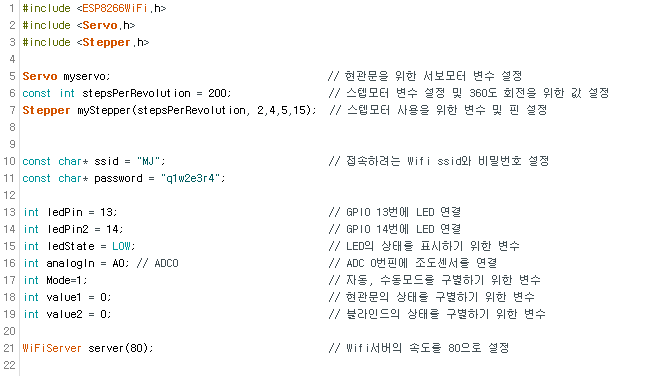 1 #include <ESP8266WiFi.h>
2 #include <Servo.h>
3 #include <Stepper.h>
4
5 Servo myservo; // 현관문을 위한 서보모터 변수 설정
6 const int stepsPerRevolution = 200; // 스텝모터 변수 설정 및 360도 회전을 위한 값 설정
7 Stepper myStepper(stepsPerRevolution, 2,4,5,15); // 스텝모터 사용을 위한 변수 및 핀 설정
8
9
10 const char* ssid = "MJ"; // 접속하려는 Wifi ssid와 비밀번호 설정
11 const char* password = "q1w2e3r4";
12
13 int ledPin = 13; // GPIO 13번에 LED 연결
14 int ledPin2 = 14; // GPIO 14번에 LED 연결
15 int ledState = LOW; // LED의 상태를 표시하기 위한 변수
16 int analogIn = A0; // ADC0 // ADC 0번핀에 조도센서를 연결
17 int Mode=1; // 자동, 수동모드를 구별하기 위한 변수
18 int value1 = 0; // 현관문의 상태를 구별하기 위한 변수
19 int value2 = 0; // 블라인드의 상태를 구별하기 위한 변수
20
21 WiFiServer server(80); // Wifi서버의 속도를 80으로 설정
22